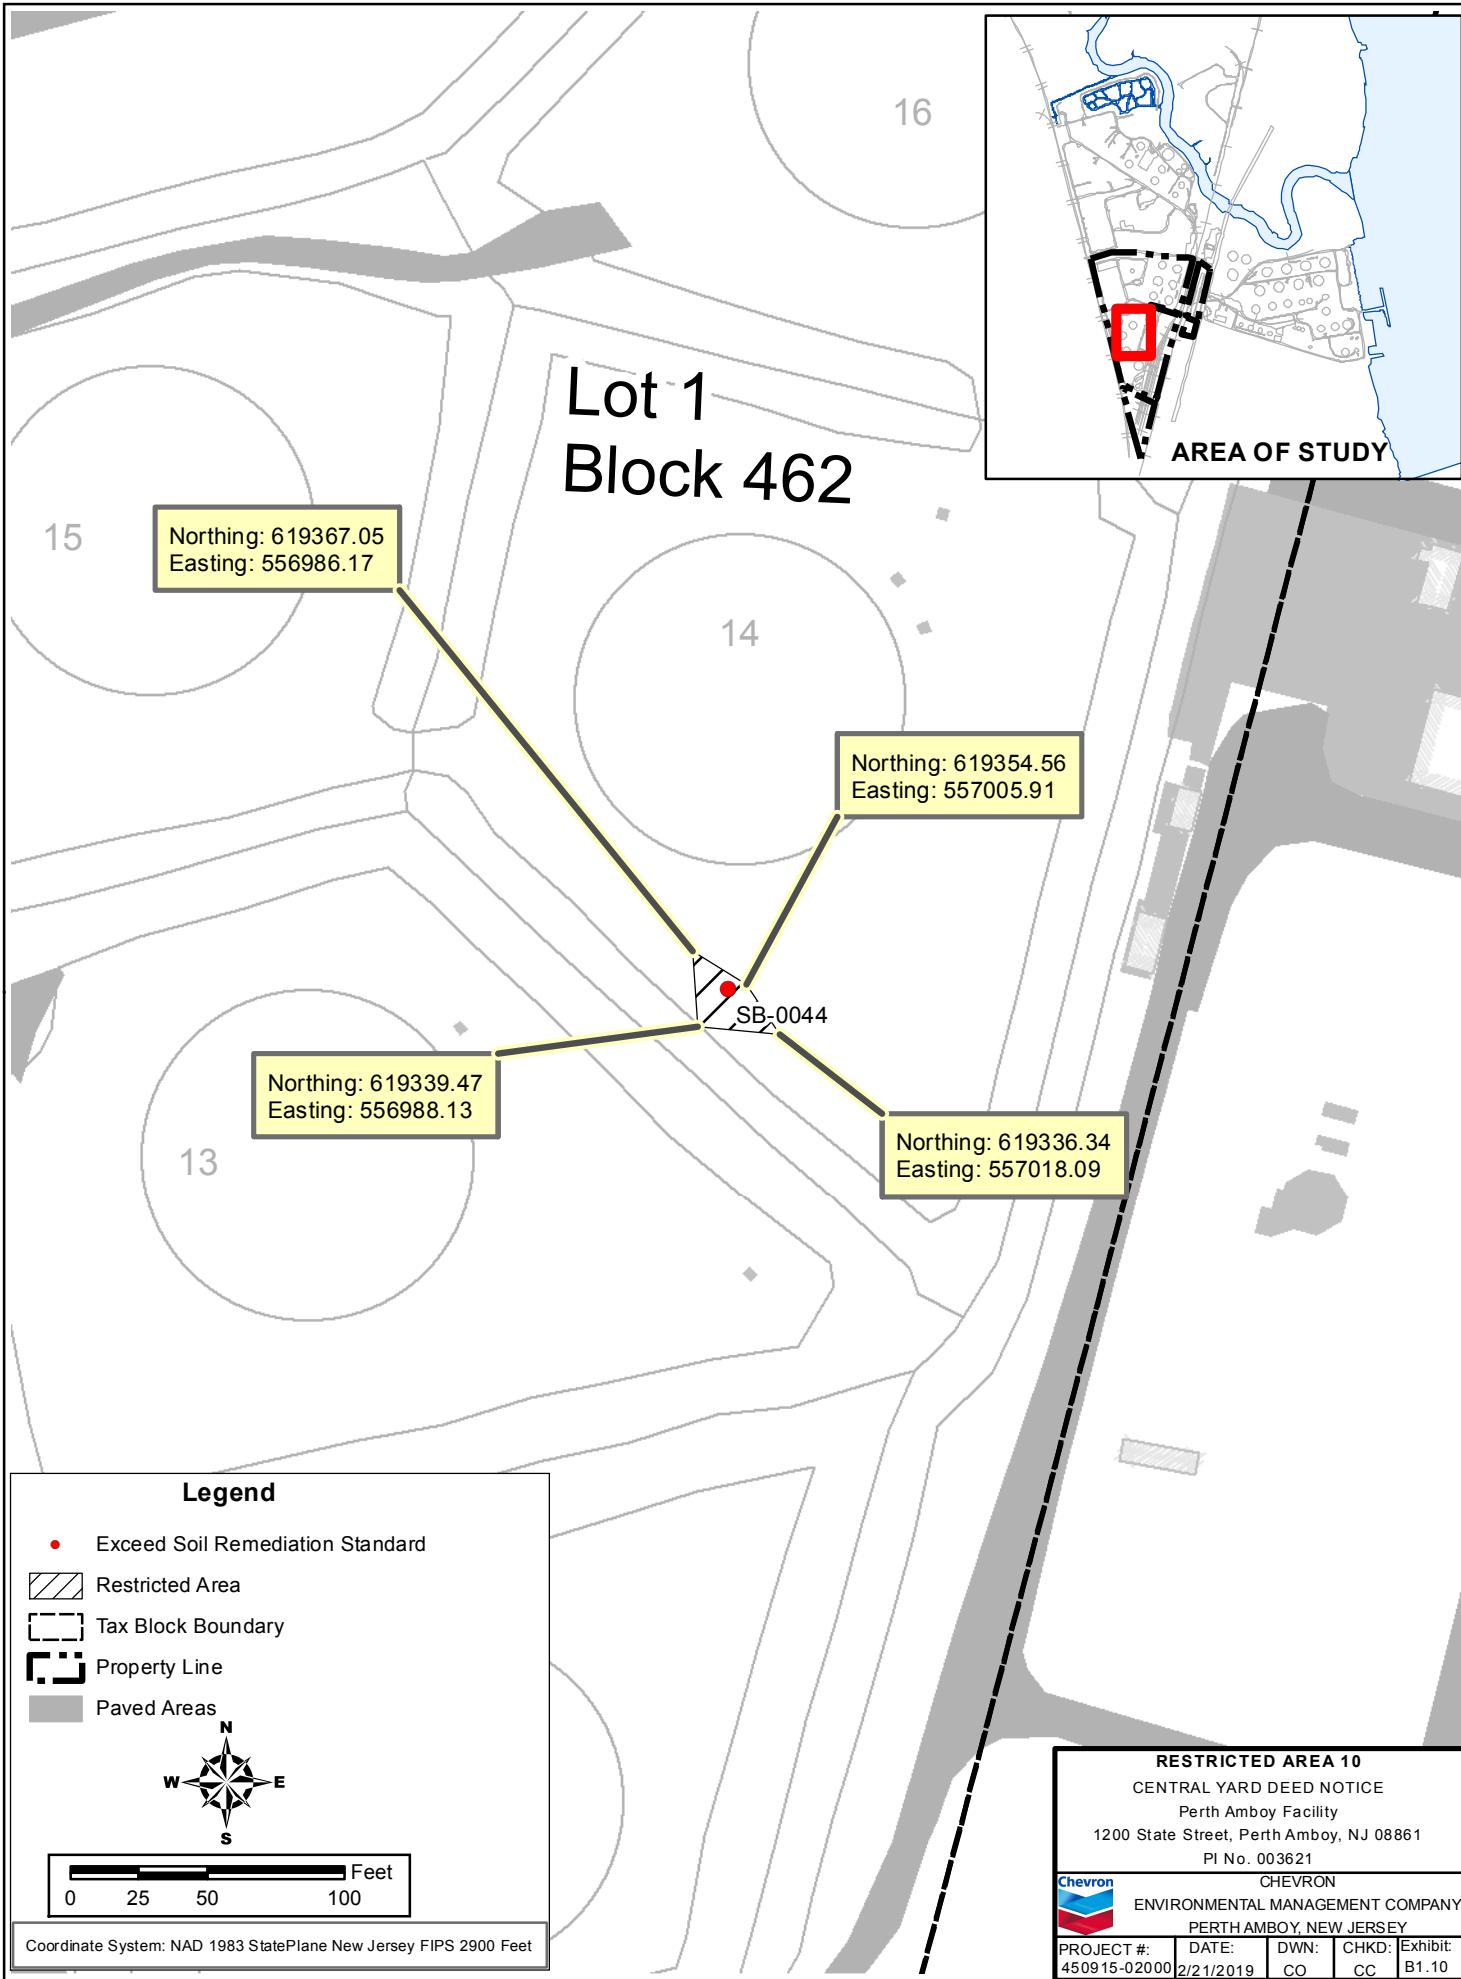 16
AREA OF STUDY
Lot 1
Block 462
15
Northing: 619367.05
Easting: 556986.17
14
Northing: 619354.56
Easting: 557005.91
SB-0044
Northing: 619339.47
Easting: 556988.13
13
Northing: 619336.34
Easting: 557018.09
Legend
Exceed Soil Remediation Standard
Restricted Area
Tax Block Boundary
Property Line
Paved Areas
N
W E
S
Feet
0 25 50 100
Coordinate System: NAD 1983 StatePlane New Jersey FIPS 2900 Feet
RESTRICTED AREA 10
CENTRAL YARD DEED NOTICE
Perth Amboy Facility
1200 State Street, Perth Amboy, NJ 08861
PI No. 003621
Chevron
CHEVRON
ENVIRONMENTAL MANAGEMENT COMPANY
PERTH AMBOY, NEW JERSEY
PROJECT #: DATE: DWN: CHKD: Exhibit:
450915-02000 2/21/2019 CO CC B1.10